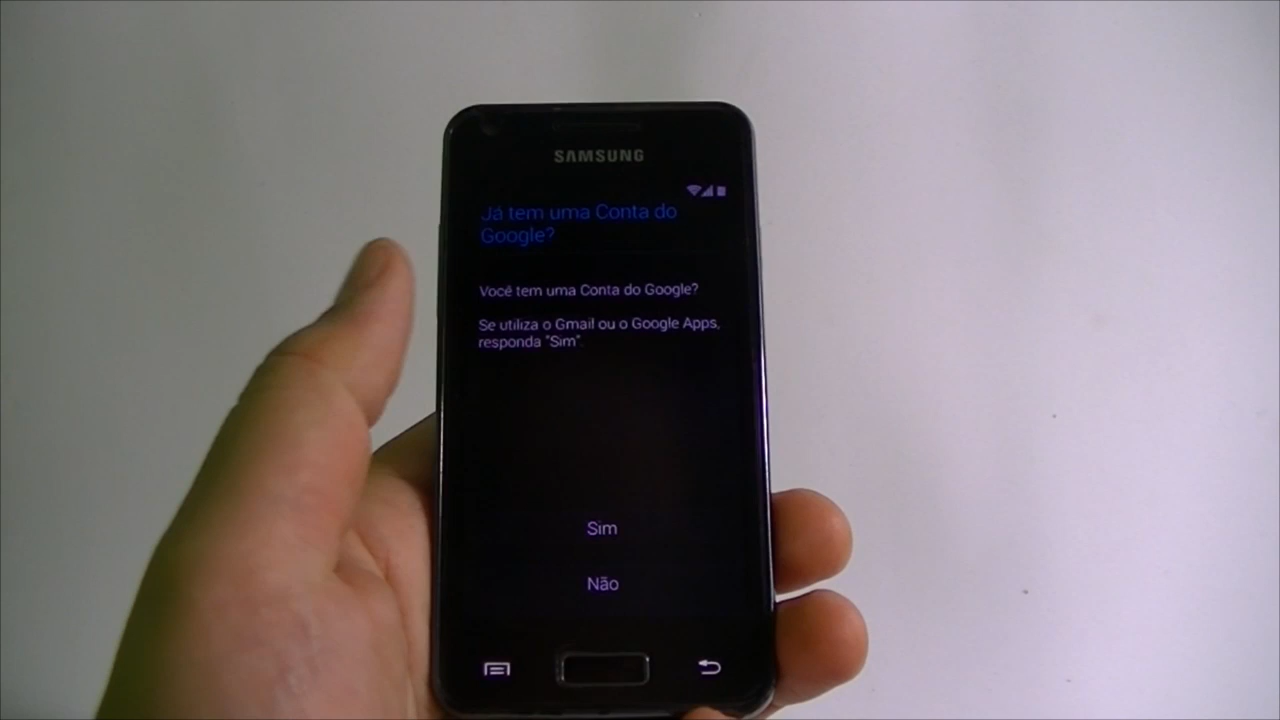 SAMSUNG
Já tem uma Conta do
Google?
Você tem uma Conta do Google?
Se utiliza o Gmail ou o Google Apps,
responda "Sim".
Sim
Não